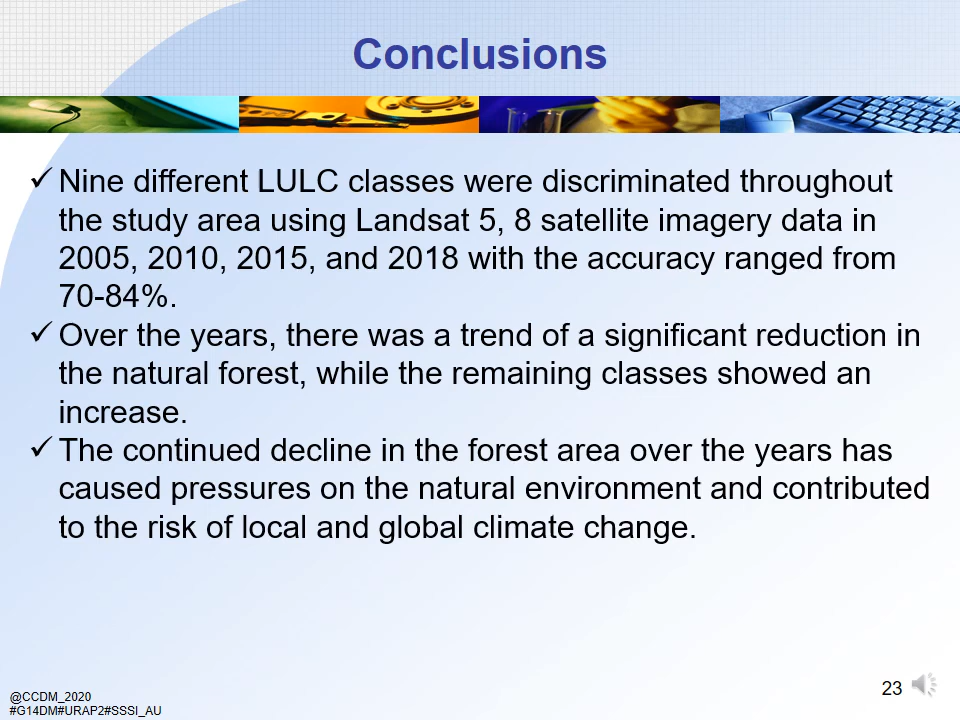 Conclusions
✓ Nine different LULC classes were discriminated throughout
the study area using Landsat 5, 8 satellite imagery data in
2005, 2010, 2015, and 2018 with the accuracy ranged from
70-84%.
✓ Over the years, there was a trend of a significant reduction in
the natural forest, while the remaining classes showed an
increase.
✓ The continued decline in the forest area over the years has
caused pressures on the natural environment and contributed
to the risk of local and global climate change.
23
@CCDM_2020
#G14DM#URAP2#SSSI_AU